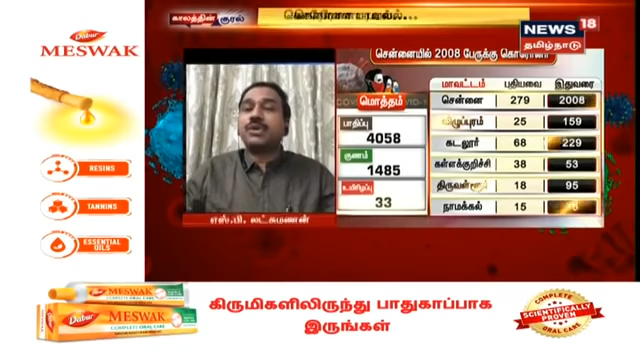 காலத்தின் குரல்
NEWS 18
தமிழ்நாடு
Dabur
MESWAK
RESINS
TANNINS
ESSENTIAL OILS
சென்னையில் 2008 பேருக்கு கொரோனா
மொத்தம்
பாதிப்பு
4058
குணம்
1485
உயிரிழப்பு
33
மாவட்டம் புதியவை இதுவரை
சென்னை 279 2008
விழுப்புரம் 25 159
கடலூர் 68 229
கள்ளக்குறிச்சி 38 53
திருவள்ளூர் 18 95
நாமக்கல் 15
எஸ்.பி. லட்சுமணன்
Dabur MESWAK
COMPLETE ORAL CARE
கிருமிகளிலிருந்து பாதுகாப்பாக
இருங்கள்
COMPLETE
SCIENTIFICALLY
PROVEN
ORAL CARE